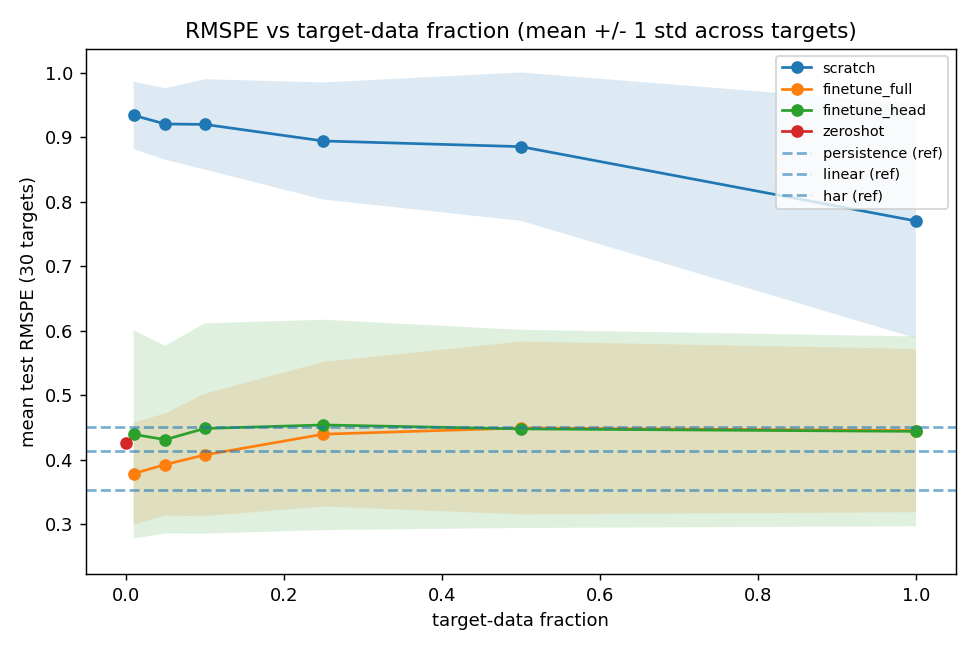 RMSPE vs target-data fraction (mean +/- 1 std across targets)
mean test RMSPE (30 targets)
1.0
0.9
0.8
0.7
0.6
0.5
0.4
0.3
scratch
finetune_full
finetune_head
zeroshot
persistence (ref)
linear (ref)
har (ref)
0.0
0.2
0.4
0.6
0.8
1.0
target-data fraction